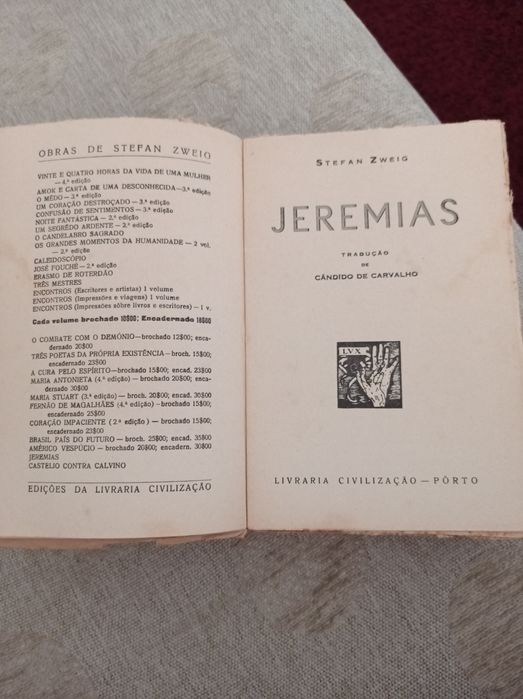 OBRAS DE STEFAN ZWEIG
VINTE E QUATRO HORAS DA VIDA DE UMA MULHER
— 4.ª edição
AMOK E CARTA DE UMA DESCONHECIDA — 3.ª edição
O MÊDO — 3.ª edição
UM CORAÇÃO DESTROÇADO — 3.ª edição
CONFUSÃO DE SENTIMENTOS — 3.ª edição
NOITE FANTÁSTICA — 2.ª edição
UM SEGRÊDO ARDENTE — 2.ª edição
O CANDELABRO SAGRADO
OS GRANDES MOMENTOS DA HUMANIDADE — 2 vol.
— 2.ª edição
CALEIDOSCÓPIO
JOSÉ FOUCHÉ — 2.ª edição
ERASMO DE ROTERDÃO
TRÊS MESTRES
ENCONTROS (Escritores e artistas) 1 volume
ENCONTROS (Impressões e viagens) 1 volume
ENCONTROS (Impressões sôbre livros e escritores) — 1 v.
Cada volume brochado 10$00; Encadernado 18$00
O COMBATE COM O DEMÓNIO — brochado 12$00; encadernado 20$00
TRÊS POETAS DA PRÓPRIA EXISTÊNCIA — broch. 15$00;
encadernado 23$00
A CURA PELO ESPÍRITO — brochado 15$00; encad. 23$00
MARIA ANTONIETA (4.ª edição) — brochado 20$00; encadernado 30$00
MARIA STUART (3.ª edição) — broch. 20$00; encad. 30$00
FERNÃO DE MAGALHÃES (4.ª edição) — brochado 15$00;
encadernado 25$00
CORAÇÃO IMPACIENTE (2.ª edição) — brochado 15$00;
encadernado 23$00
BRASIL PAÍS DO FUTURO — broch. 25$00; encad. 35$00
AMÉRICO VESPÚCIO — brochado 20$00; encadern. 30$00
JEREMIAS
CASTELIO CONTRA CALVINO
EDIÇÕES DA LIVRARIA CIVILIZAÇÃO
STEFAN ZWEIG
JEREMIAS
TRADUÇÃO
DE
CÂNDIDO DE CARVALHO
LVX
LIVRARIA CIVILIZAÇÃO — PÔRTO